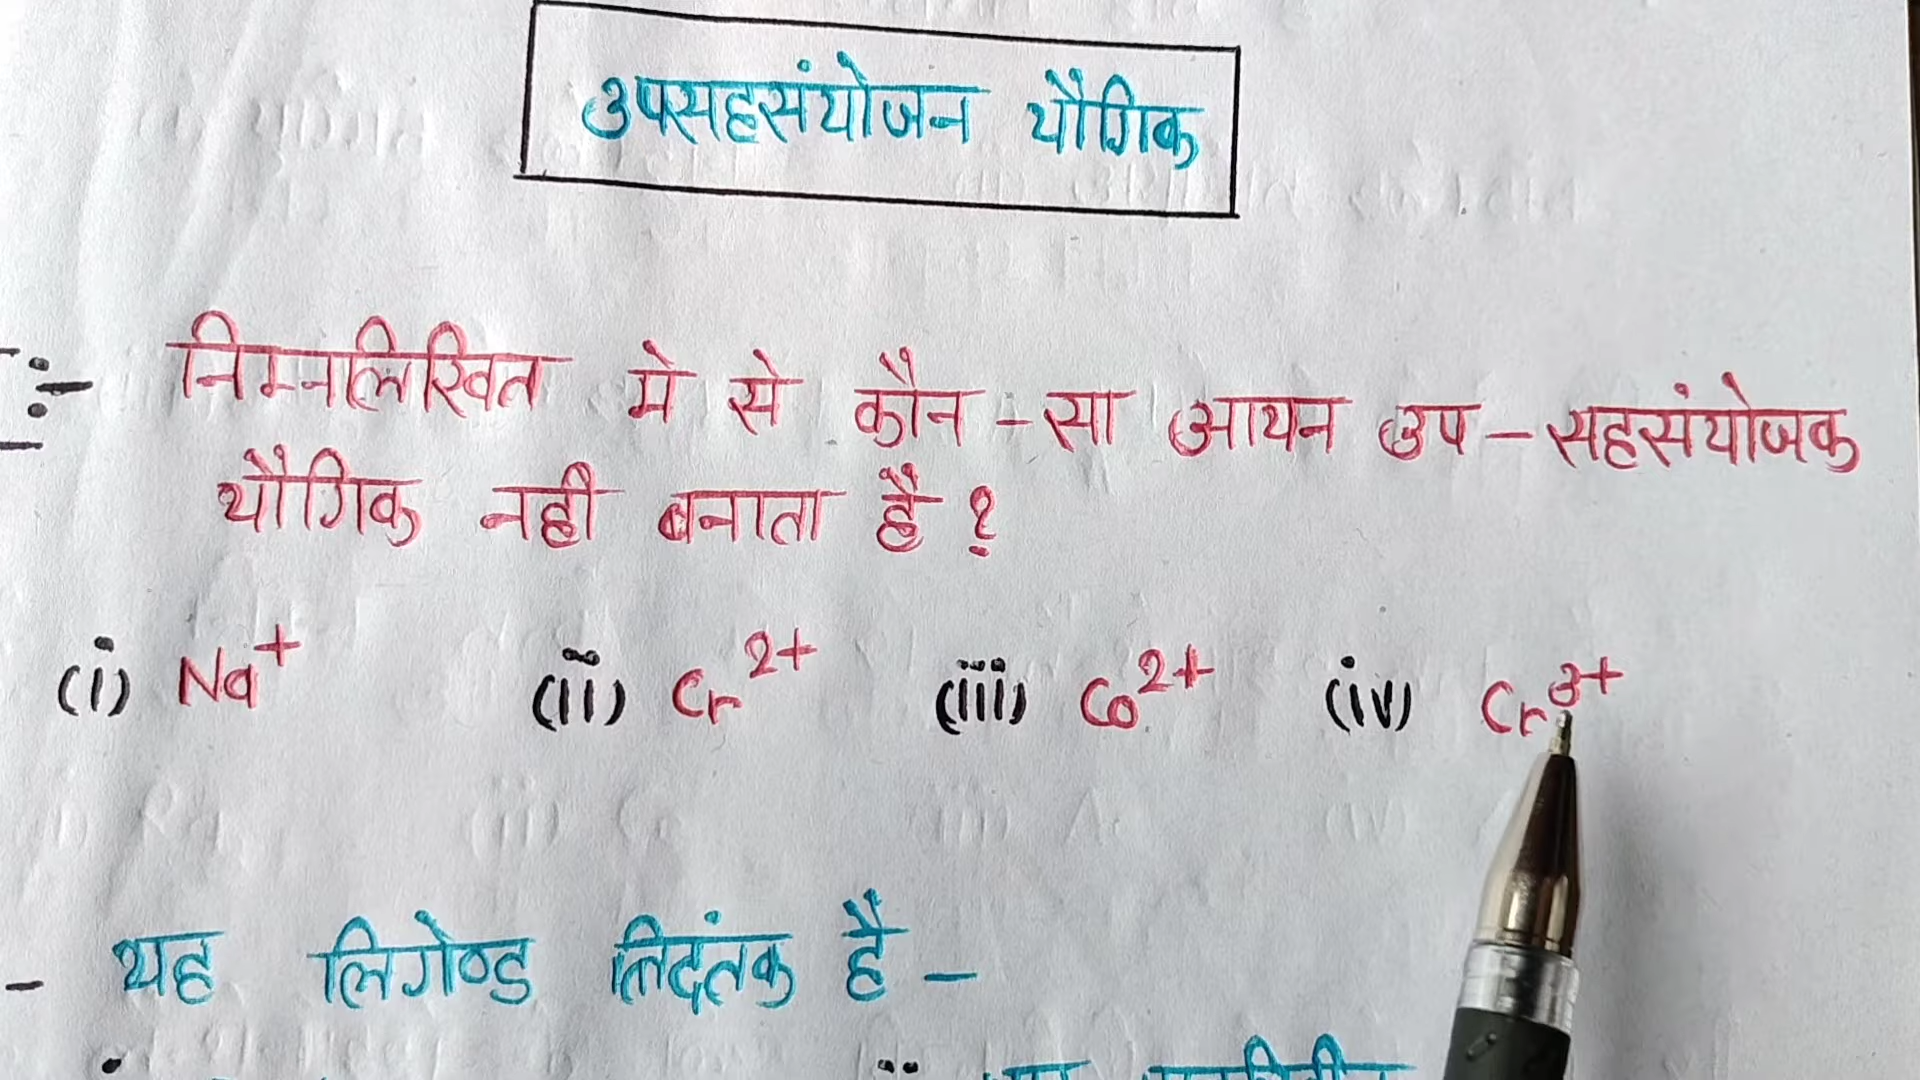 उपसहसंयोजन यौगिक
:- निम्नलिखित मे से कौन -सा आयन उप -सहसंयोजक
यौगिक नही बनाता है ?
(i) Na⁺ (ii) Cr²⁺ (iii) Co²⁺ (iv) Cr³⁺
- यह लिगेण्ड त्रिदंतक है -